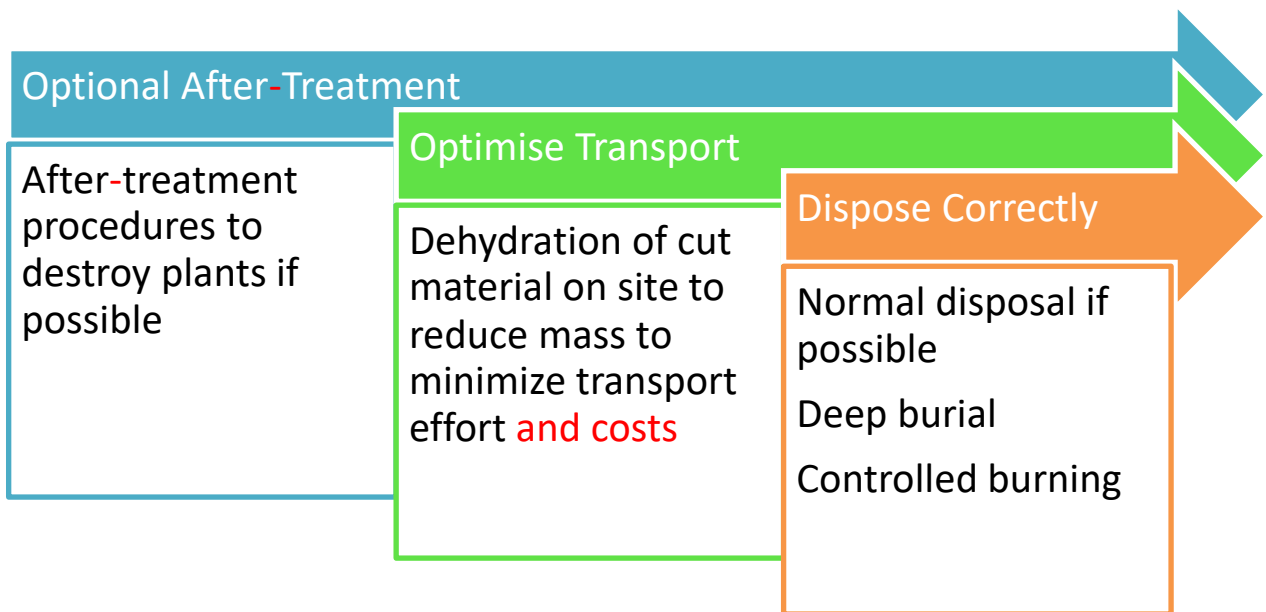 Optional After-Treatment
After-treatment
procedures to
destroy plants if
possible
Optimise Transport
Dehydration of cut
material on site to
reduce mass to
minimize transport
effort and costs
Dispose Correctly
Normal disposal if
possible
Deep burial
Controlled burning